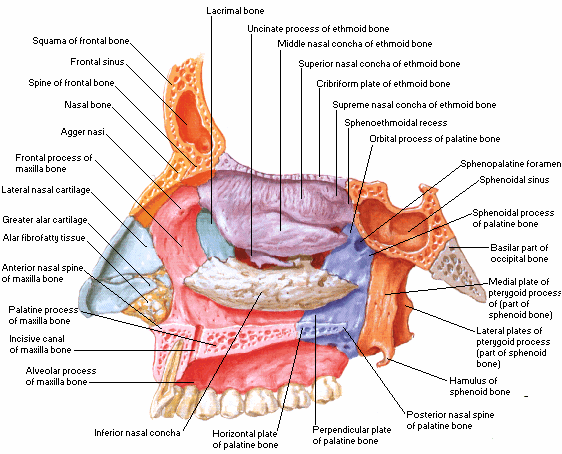 Lacrimal bone
Uncinate process of ethmoid bone
Middle nasal concha of ethmoid bone
Superior nasal concha of ethmoid bone
Cribriform plate of ethmoid bone
Supreme nasal concha of ethmoid bone
Sphenoethmoidal recess
Orbital process of palatine bone
Sphenopalatine foramen
Sphenoidal sinus
Sphenoidal process
of palatine bone
Basilar part of
occipital bone
Medial plate of
pterygoid process
of (part of
sphenoid bone)
Lateral plates of
pterygoid process
(part of sphenoid
bone)
Hamulus of
sphenoid bone
Posterior nasal spine
of palatine bone
Perpendicular plate
of palatine bone
Horizontal plate
of palatine bone
Inferior nasal concha
Squama of frontal bone
Frontal sinus
Spine of frontal bone
Nasal bone
Agger nasi
Frontal process of
maxilla bone
Lateral nasal cartilage
Greater alar cartilage
Alar fibrofatty tissue
Anterior nasal spine
of maxilla bone
Palatine process
of maxilla bone
Incisive canal
of maxilla bone
Alveolar process
of maxilla bone